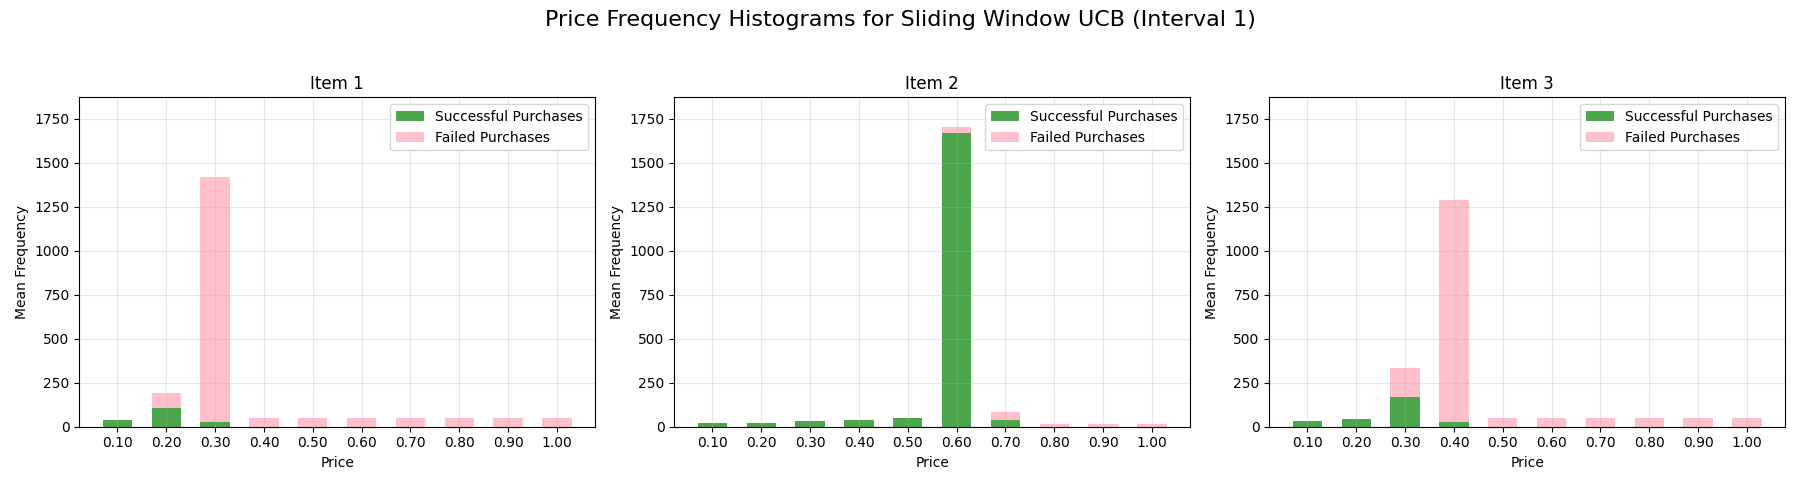 Price Frequency Histograms for Sliding Window UCB (Interval 1)
Item 1
Mean Frequency
1750
1500
1250
1000
750
500
250
0
Successful Purchases
Failed Purchases
0.10 0.20 0.30 0.40 0.50 0.60 0.70 0.80 0.90 1.00
Price
Item 2
Mean Frequency
1750
1500
1250
1000
750
500
250
0
Successful Purchases
Failed Purchases
0.10 0.20 0.30 0.40 0.50 0.60 0.70 0.80 0.90 1.00
Price
Item 3
Mean Frequency
1750
1500
1250
1000
750
500
250
0
Successful Purchases
Failed Purchases
0.10 0.20 0.30 0.40 0.50 0.60 0.70 0.80 0.90 1.00
Price